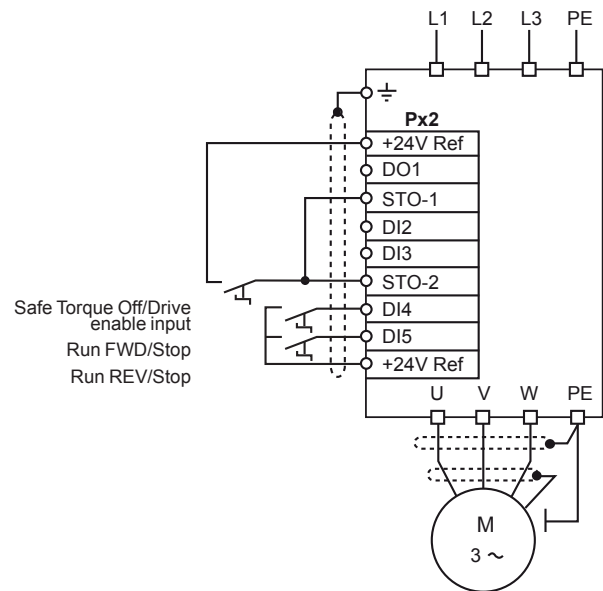 L1 L2 L3 PE
Px2
+24V Ref
DO1
STO-1
DI2
DI3
STO-2
DI4
DI5
+24V Ref
Safe Torque Off/Drive
enable input
Run FWD/Stop
Run REV/Stop
U V W PE
M
3 ~